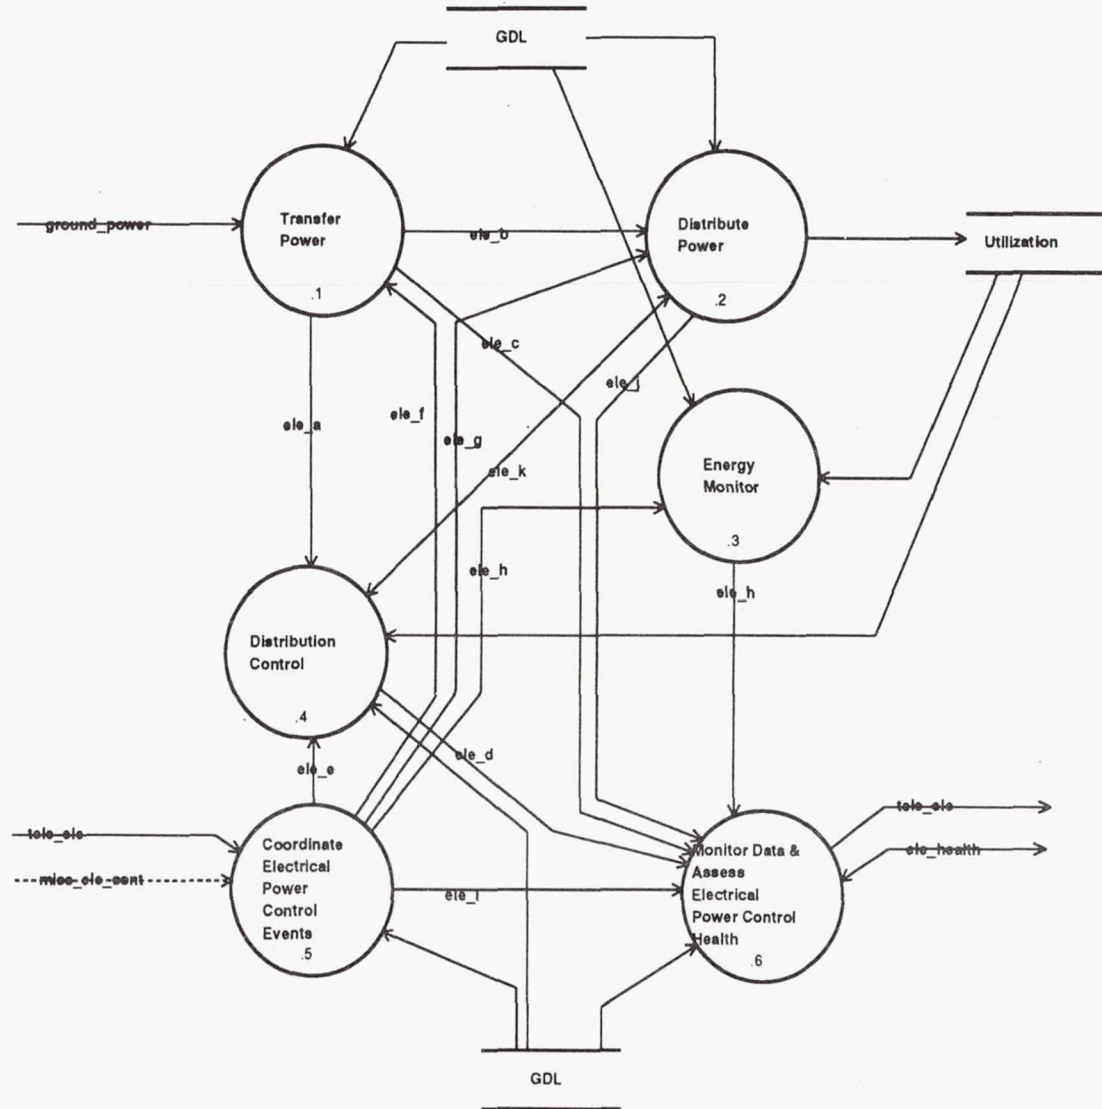 GDL
Transfer
Power
.1
ground_power
ele_b
Distribute
Power
.2
Utilization
ele_c
ele_j
ele_f
ele_a
ele_g
ele_k
Energy
Monitor
.3
ele_h
ele_h
Distribution
Control
.4
ele_d
ele_e
tele_ele
misc_ele_cont
Coordinate
Electrical
Power
Control
Events
.5
ele_i
Monitor Data &
Assess
Electrical
Power Control
Health
.6
tele_ele
ele_health
GDL